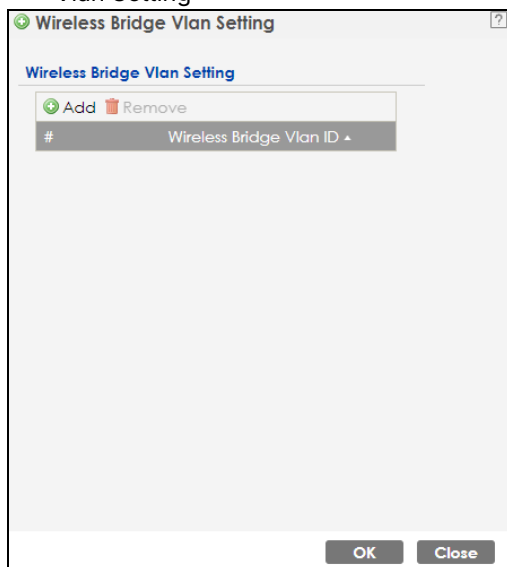 Vlan Setting
Wireless Bridge Vlan Setting ?
Wireless Bridge Vlan Setting
Add Remove
# Wireless Bridge Vlan ID
OK Close